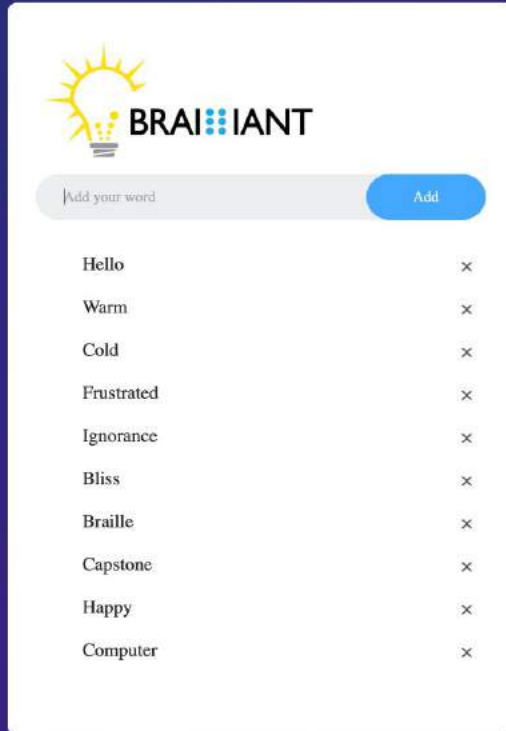 BRAI⣿IANT
Add your word Add
Hello ×
Warm ×
Cold ×
Frustrated ×
Ignorance ×
Bliss ×
Braille ×
Capstone ×
Happy ×
Computer ×